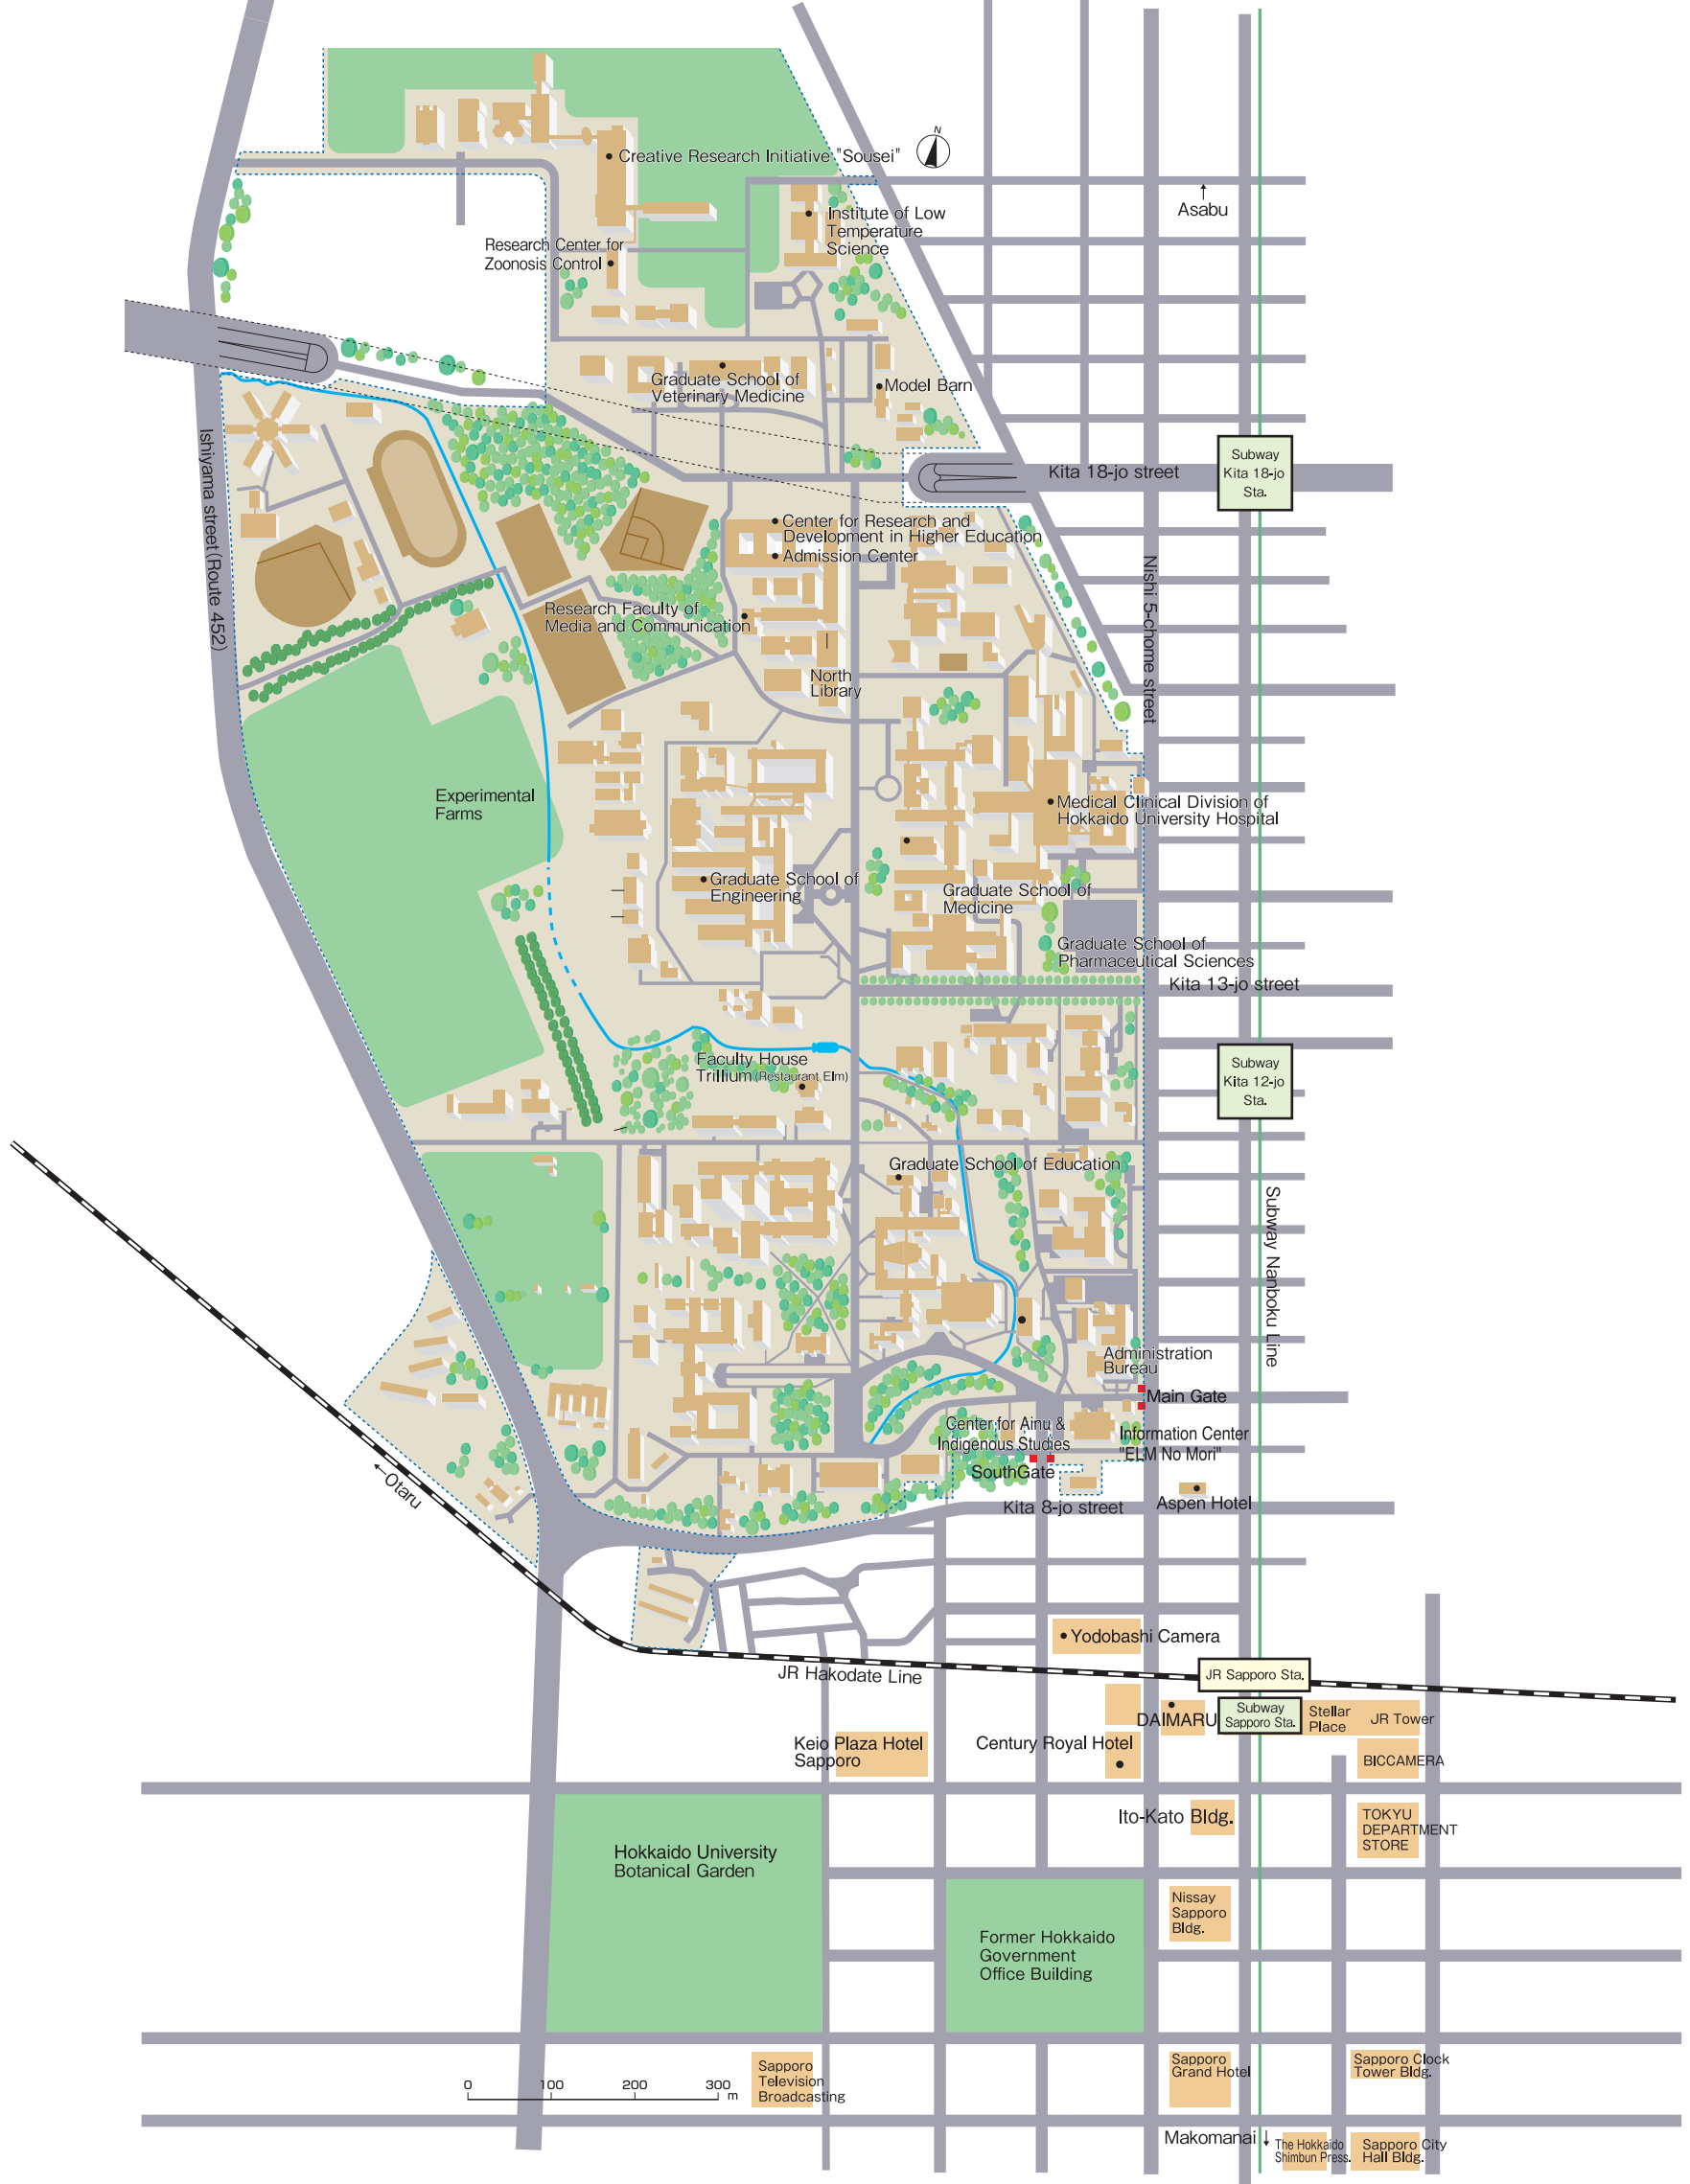 N
Creative Research Initiative "Sousei"
Asabu
Institute of Low
Temperature
Science
Research Center for
Zoonosis Control
Graduate School of
Veterinary Medicine
Model Barn
Ishiyama street (Route 452)
Kita 18-jo street
Subway
Kita 18-jo
Sta.
Center for Research and
Development in Higher Education
Admission Center
Nishi 5-chome street
Research Faculty of
Media and Communication
North
Library
Experimental
Farms
Medical Clinical Division of
Hokkaido University Hospital
Graduate School of
Engineering
Graduate School of
Medicine
Graduate School of
Pharmaceutical Sciences
Kita 13-jo street
Faculty House
Trillium (Restaurant Elm)
Subway
Kita 12-jo
Sta.
Graduate School of Education
Subway Nanboku Line
Administration
Bureau
Main Gate
Center for Ainu &
Indigenous Studies
Information Center
"ELM No Mori"
SouthGate
Otaru
Kita 8-jo street
Aspen Hotel
Yodobashi Camera
JR Hakodate Line
JR Sapporo Sta.
DAIMARU
Subway
Sapporo Sta.
Stellar
Place
JR Tower
Keio Plaza Hotel
Sapporo
Century Royal Hotel
BICCAMERA
Ito-Kato Bldg.
TOKYU
DEPARTMENT
STORE
Hokkaido University
Botanical Garden
Nissay
Sapporo
Bldg.
Former Hokkaido
Government
Office Building
Sapporo
Television
Broadcasting
Sapporo
Grand Hotel
Sapporo Clock
Tower Bldg.
0 100 200 300
m
Makomanai
The Hokkaido
Shimbun Press.
Sapporo City
Hall Bldg.